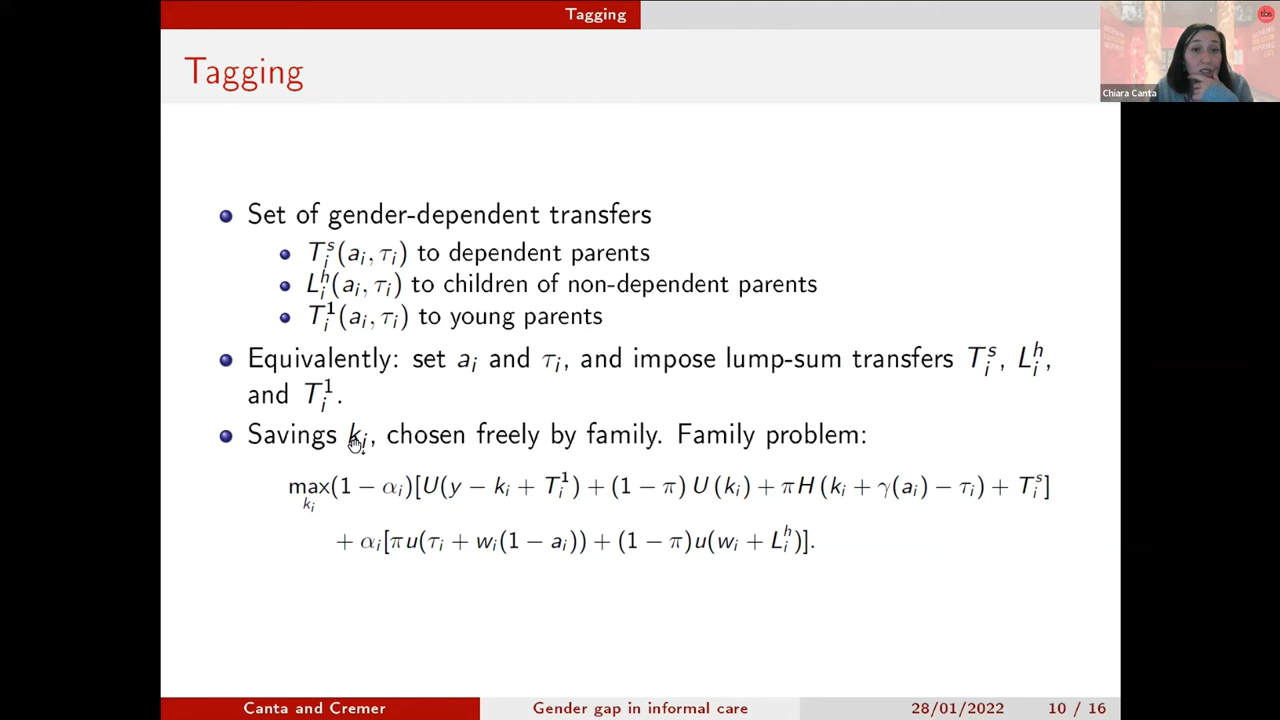 Tagging
Tagging
Chiara Canta
Set of gender-dependent transfers
T_i^s(a_i, τ_i) to dependent parents
L_i^h(a_i, τ_i) to children of non-dependent parents
T_i^1(a_i, τ_i) to young parents
Equivalently: set a_i and τ_i, and impose lump-sum transfers T_i^s, L_i^h,
and T_i^1.
Savings k_i, chosen freely by family. Family problem:
max_{k_i}(1 − α_i)[U(y − k_i + T_i^1) + (1 − π) U (k_i) + πH (k_i + γ(a_i) − τ_i) + T_i^s]
+ α_i[πu(τ_i + w_i(1 − a_i)) + (1 − π)u(w_i + L_i^h)].
Canta and Cremer
Gender gap in informal care
28/01/2022
10 / 16